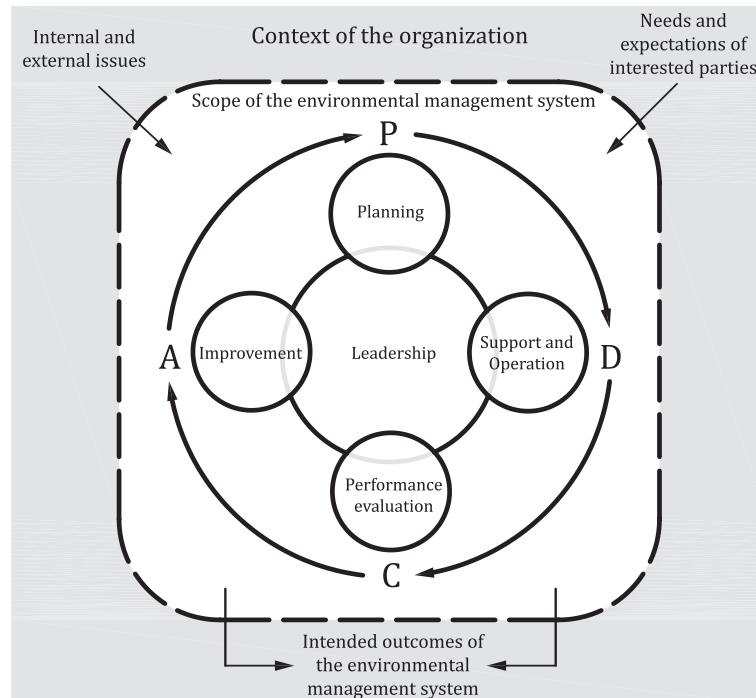 Internal and
external issues
Context of the organization
Needs and
expectations of
interested parties
Scope of the environmental management system
P
Planning
A
Improvement
Leadership
Support and
Operation
D
Performance
evaluation
C
Intended outcomes of
the environmental
management system